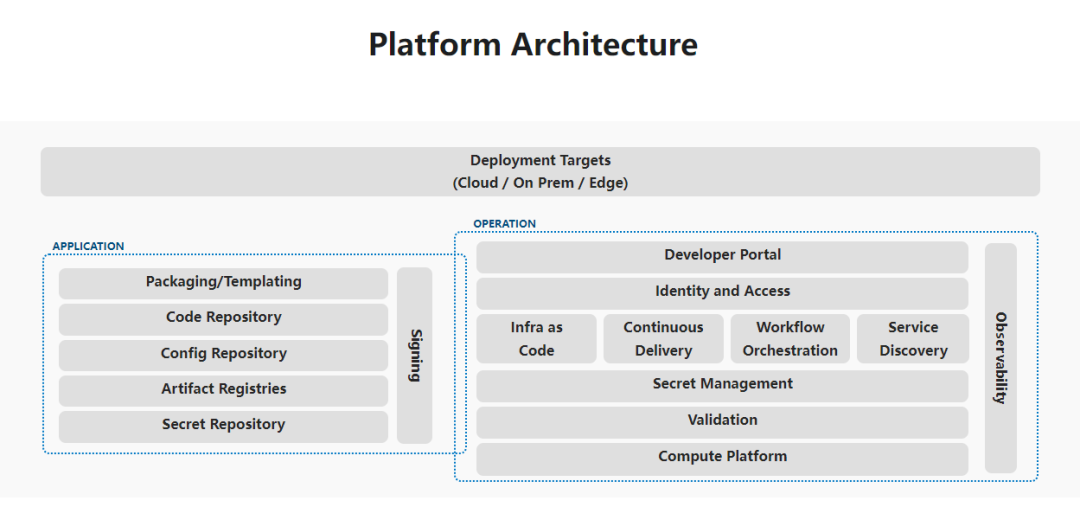 Platform Architecture
Deployment Targets
(Cloud / On Prem / Edge)
APPLICATION
Packaging/Templating
Code Repository
Config Repository
Artifact Registries
Secret Repository
Signing
OPERATION
Developer Portal
Identity and Access
Infra as
Code
Continuous
Delivery
Workflow
Orchestration
Service
Discovery
Secret Management
Validation
Compute Platform
Observability